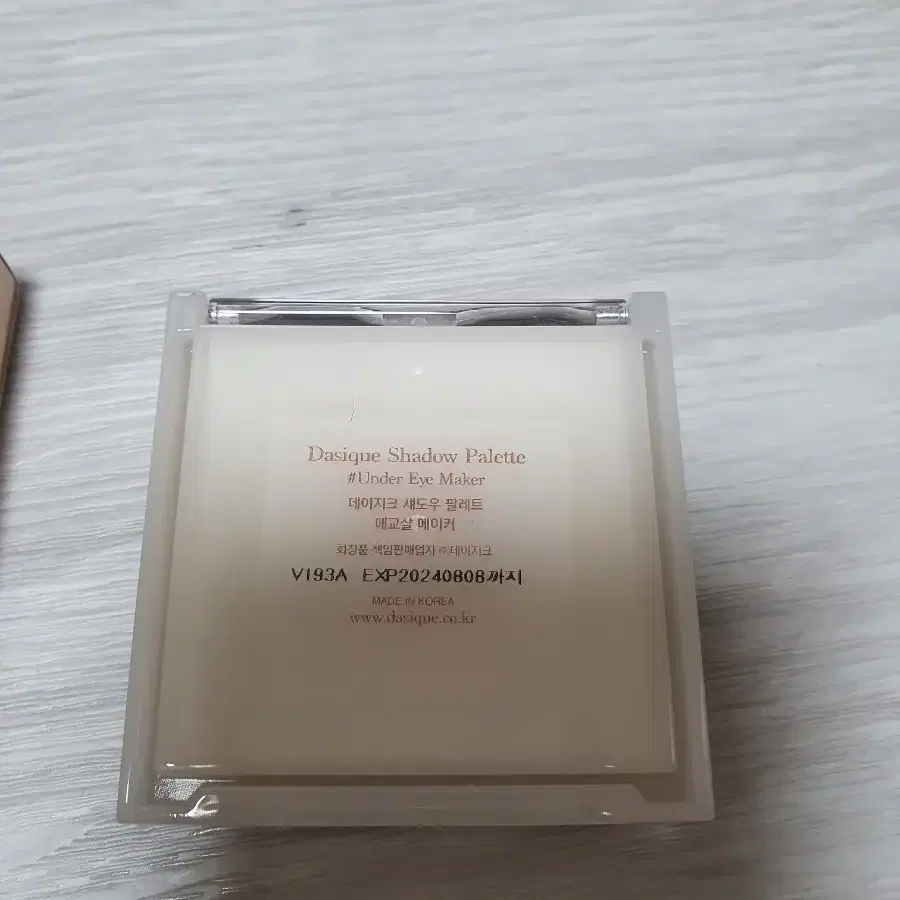 Dasique Shadow Palette
#Under Eye Maker
데이지크 섀도우 팔레트
애교살 메이커
화장품 책임판매업자 ㈜데이지크
V193A EXP20240808까지
MADE IN KOREA
www.dasique.co.kr